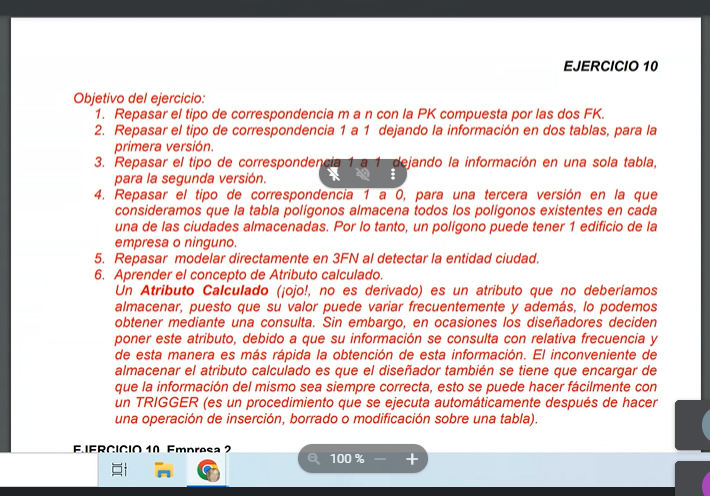 EJERCICIO 10
Objetivo del ejercicio:
1. Repasar el tipo de correspondencia m a n con la PK compuesta por las dos FK.
2. Repasar el tipo de correspondencia 1 a 1 dejando la información en dos tablas, para la
primera versión.
3. Repasar el tipo de correspondencia 1 a 1 dejando la información en una sola tabla,
para la segunda versión.
4. Repasar el tipo de correspondencia 1 a 0, para una tercera versión en la que
consideramos que la tabla polígonos almacena todos los polígonos existentes en cada
una de las ciudades almacenadas. Por lo tanto, un polígono puede tener 1 edificio de la
empresa o ninguno.
5. Repasar modelar directamente en 3FN al detectar la entidad ciudad.
6. Aprender el concepto de Atributo calculado.
Un Atributo Calculado (¡ojo!, no es derivado) es un atributo que no deberíamos
almacenar, puesto que su valor puede variar frecuentemente y además, lo podemos
obtener mediante una consulta. Sin embargo, en ocasiones los diseñadores deciden
poner este atributo, debido a que su información se consulta con relativa frecuencia y
de esta manera es más rápida la obtención de esta información. El inconveniente de
almacenar el atributo calculado es que el diseñador también se tiene que encargar de
que la información del mismo sea siempre correcta, esto se puede hacer fácilmente con
un TRIGGER (es un procedimiento que se ejecuta automáticamente después de hacer
una operación de inserción, borrado o modificación sobre una tabla).
EJERCICIO 10 Empresa 2
100 %